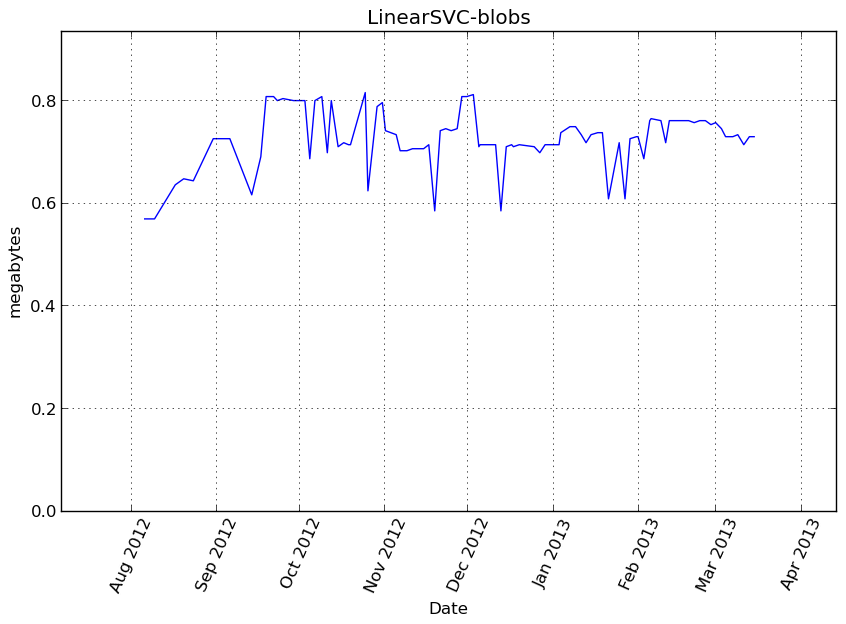 LinearSVC-blobs
megabytes
0.8
0.6
0.4
0.2
0.0
Aug 2012
Sep 2012
Oct 2012
Nov 2012
Dec 2012
Jan 2013
Feb 2013
Mar 2013
Apr 2013
Date